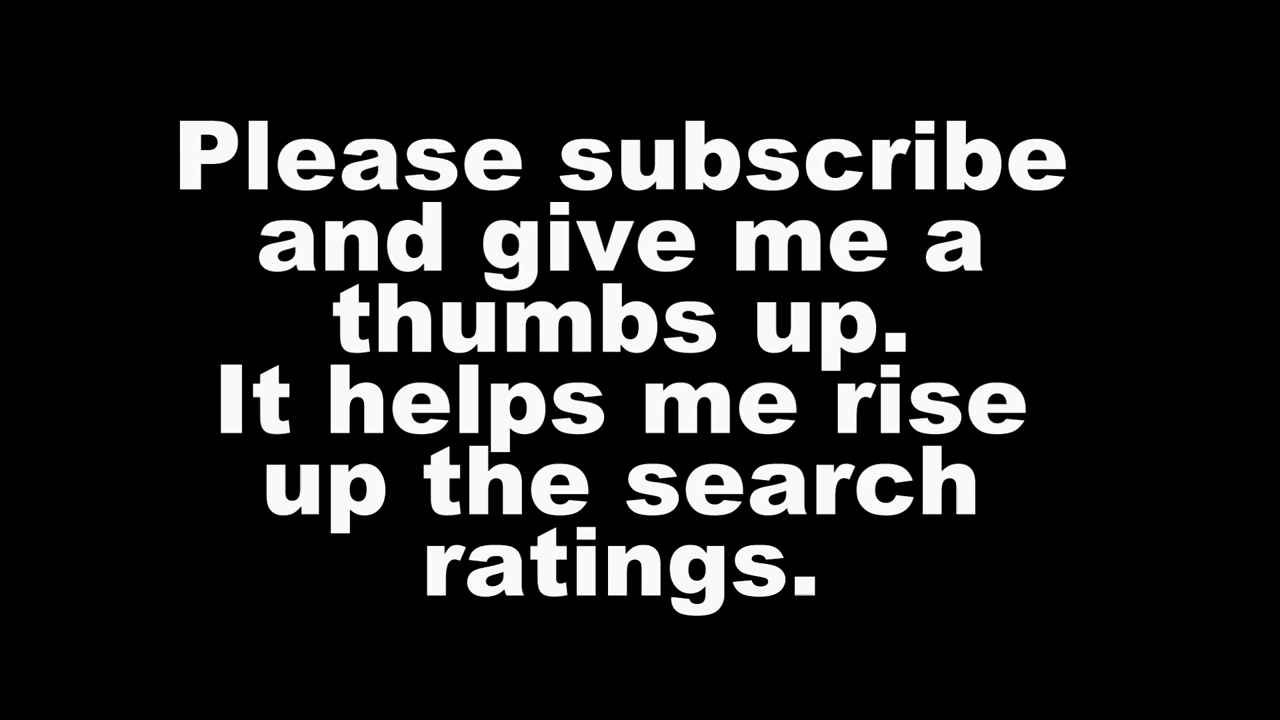 Please subscribe
and give me a
thumbs up.
It helps me rise
up the search
ratings.